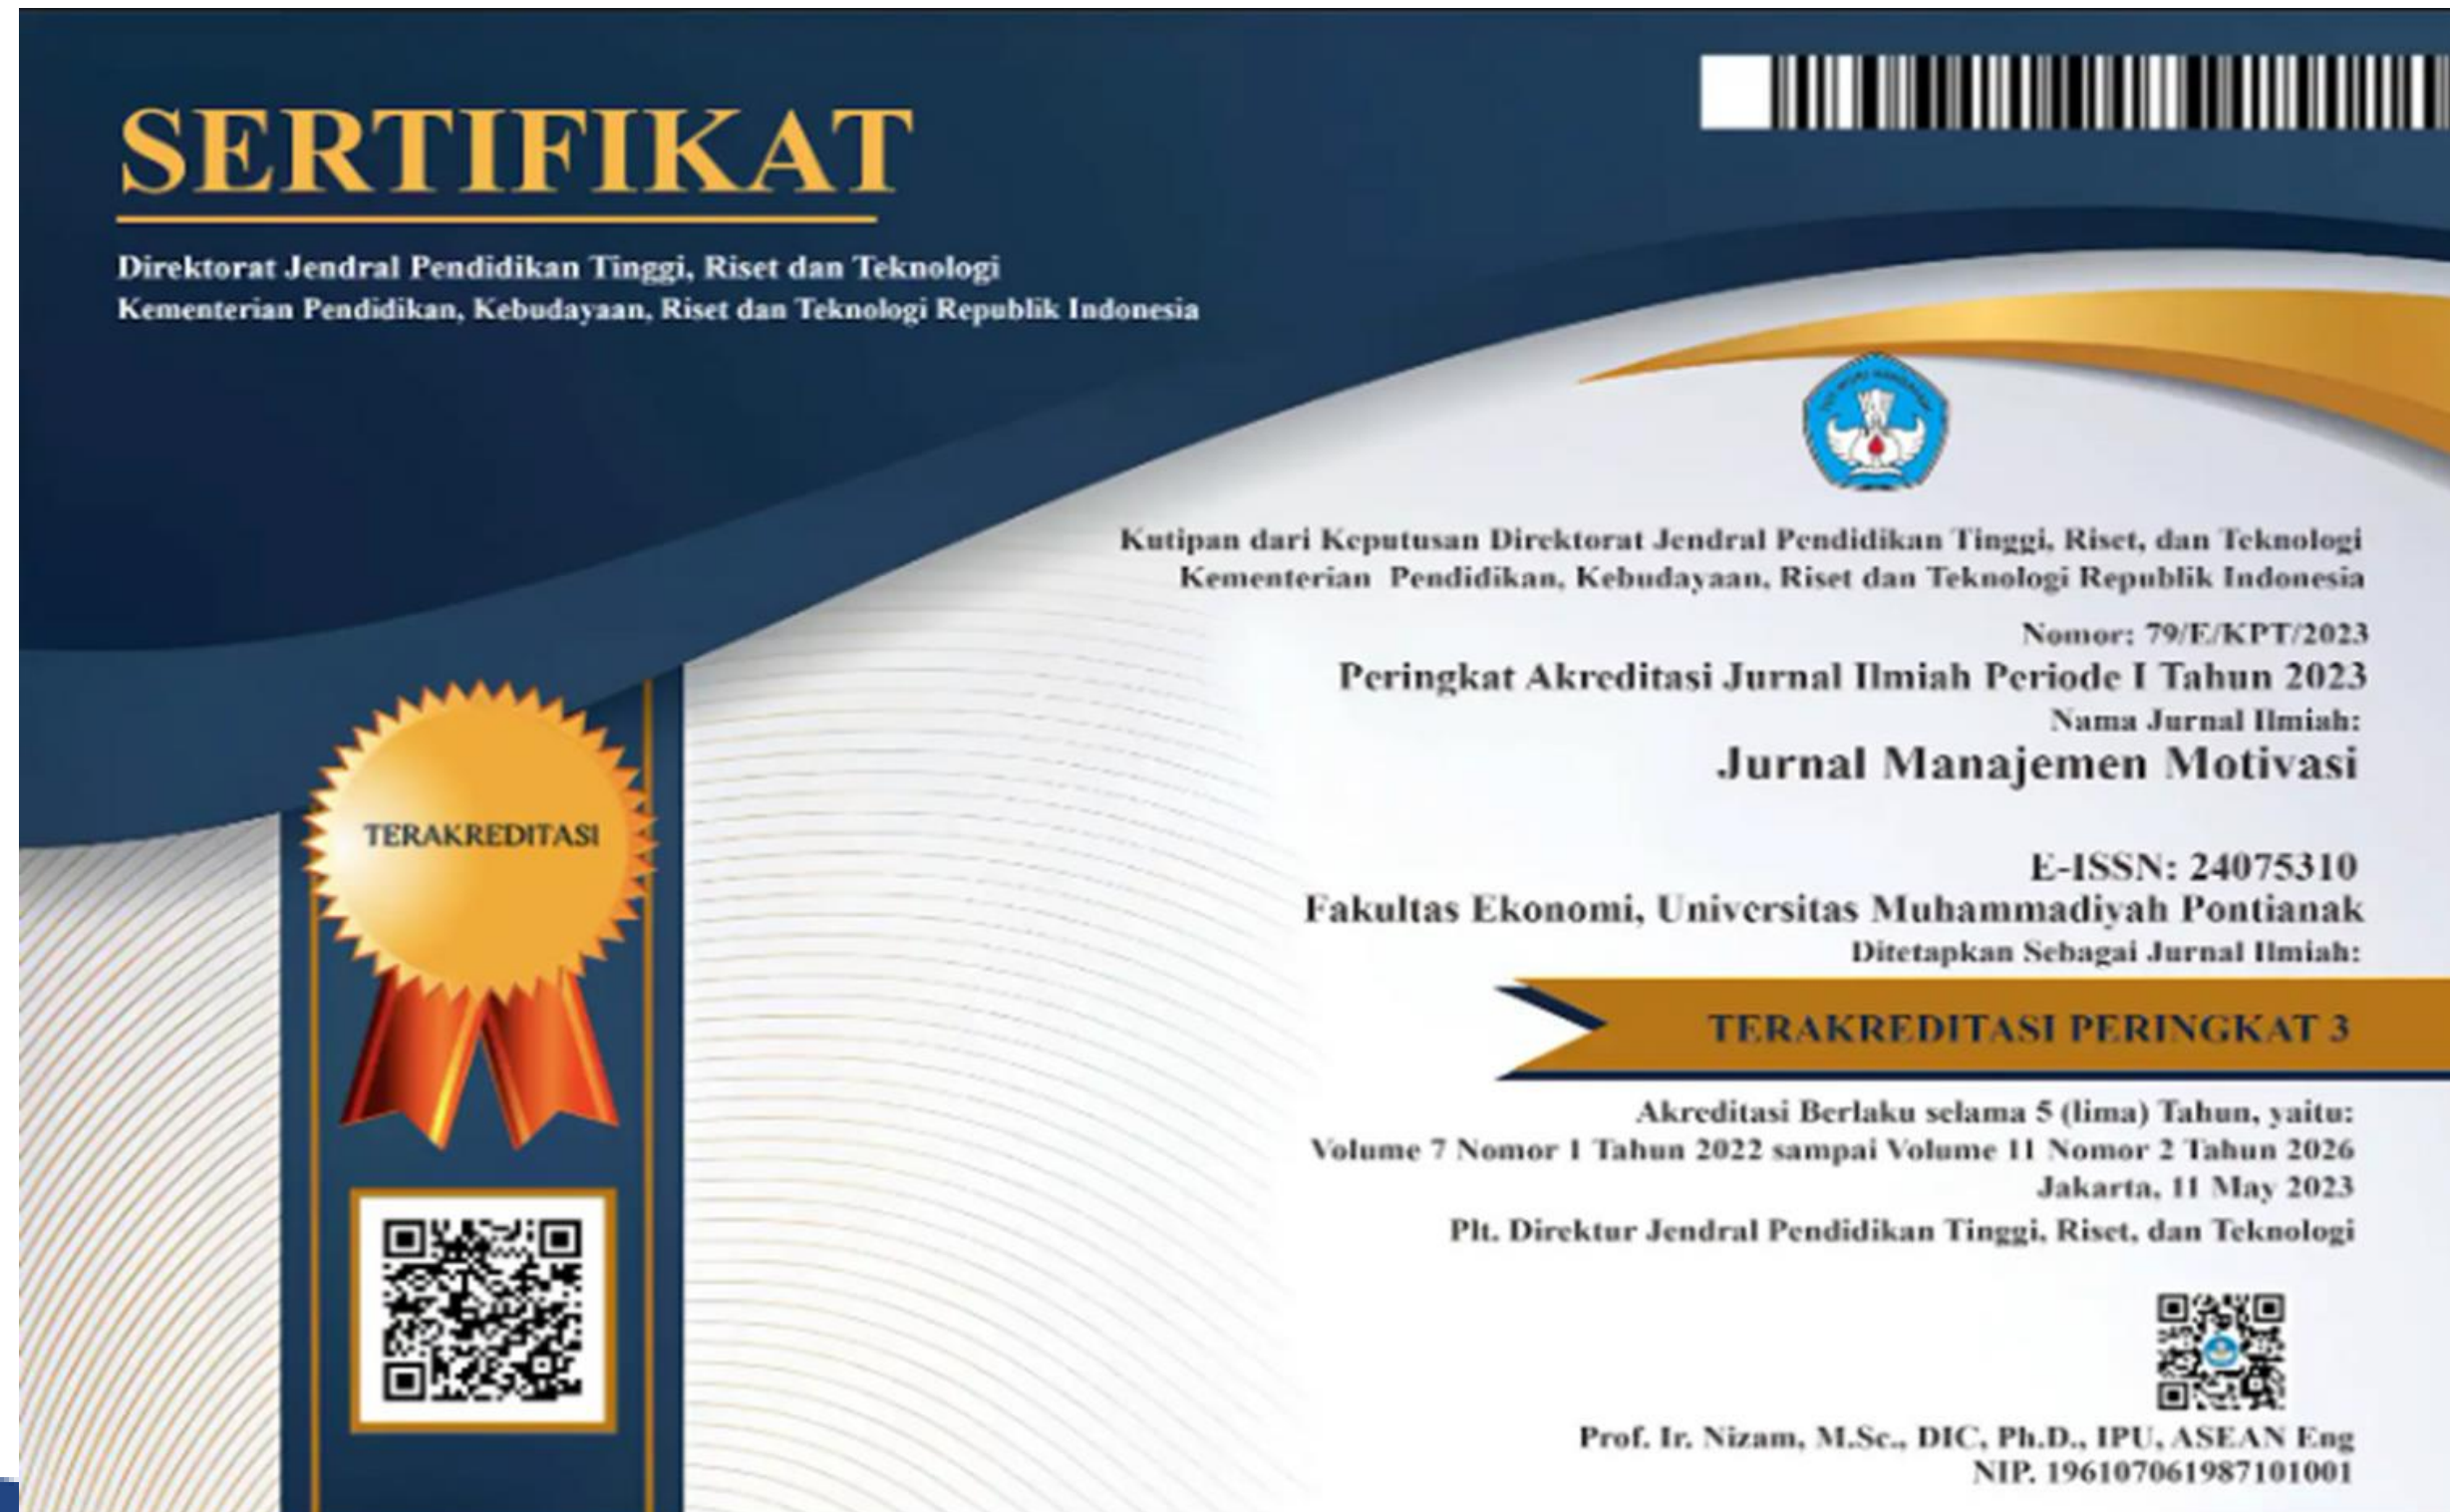 SERTIFIKAT
Direktorat Jendral Pendidikan Tinggi, Riset dan Teknologi
Kementerian Pendidikan, Kebudayaan, Riset dan Teknologi Republik Indonesia
Kutipan dari Keputusan Direktorat Jendral Pendidikan Tinggi, Riset, dan Teknologi
Kementerian Pendidikan, Kebudayaan, Riset dan Teknologi Republik Indonesia
Nomor: 79/E/KPT/2023
Peringkat Akreditasi Jurnal Ilmiah Periode I Tahun 2023
Nama Jurnal Ilmiah:
Jurnal Manajemen Motivasi
E-ISSN: 24075310
Fakultas Ekonomi, Universitas Muhammadiyah Pontianak
Ditetapkan Sebagai Jurnal Ilmiah:
TERAKREDITASI PERINGKAT 3
Akreditasi Berlaku selama 5 (lima) Tahun, yaitu:
Volume 7 Nomor 1 Tahun 2022 sampai Volume 11 Nomor 2 Tahun 2026
Jakarta, 11 May 2023
Plt. Direktur Jendral Pendidikan Tinggi, Riset, dan Teknologi
Prof. Ir. Nizam, M.Sc., DIC, Ph.D., IPU, ASEAN Eng
NIP. 196107061987101001
TERAKREDITASI